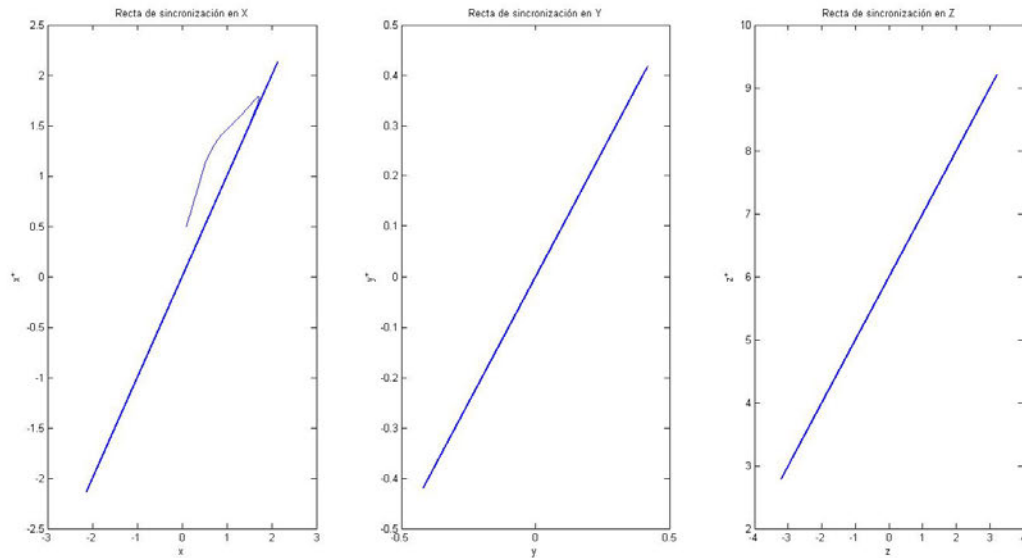 Recta de sincronización en X
2.5
2
1.5
1
0.5
0
-0.5
-1
-1.5
-2
-2.5
-3 -2 -1 0 1 2 3
x
x*
Recta de sincronización en Y
0.5
0.4
0.3
0.2
0.1
0
-0.1
-0.2
-0.3
-0.4
-0.5
-0.5 0 0.5
y
y*
Recta de sincronización en Z
10
9
8
7
6
5
4
3
2
-4 -3 -2 -1 0 1 2 3 4
z
z*